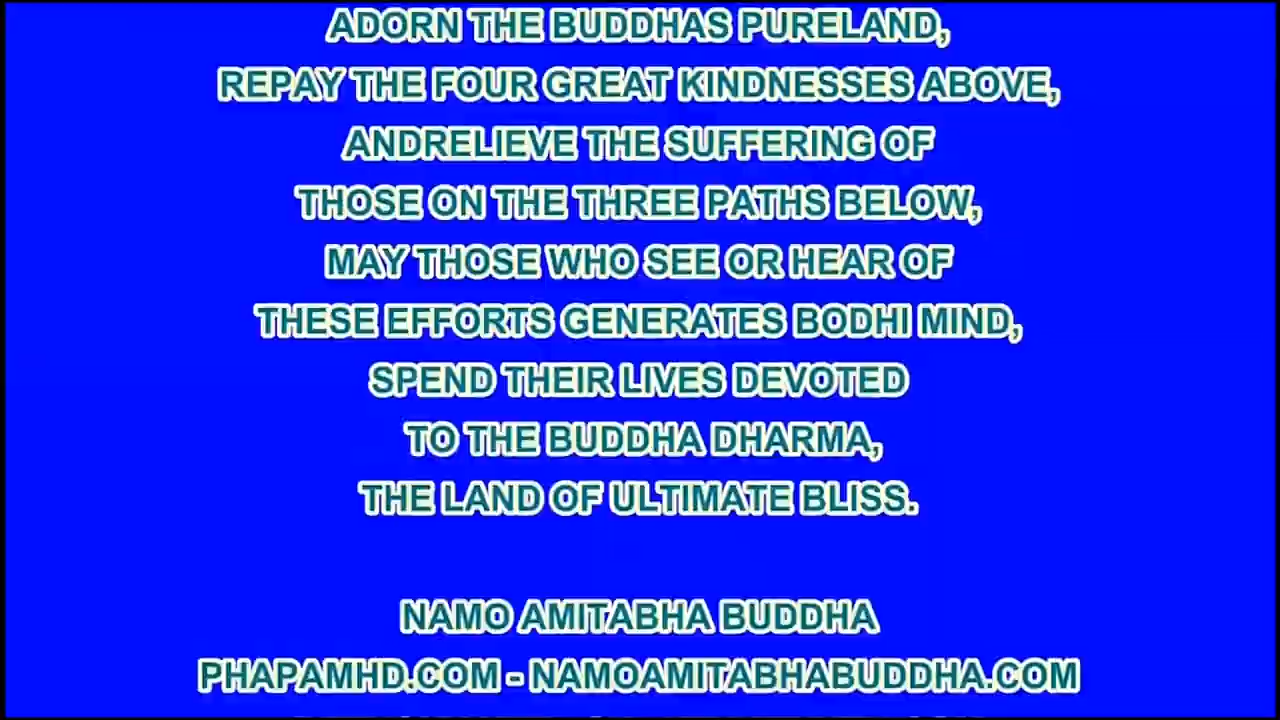 ADORN THE BUDDHAS PURELAND,
REPAY THE FOUR GREAT KINDNESSES ABOVE,
ANDRELIEVE THE SUFFERING OF
THOSE ON THE THREE PATHS BELOW,
MAY THOSE WHO SEE OR HEAR OF
THESE EFFORTS GENERATES BODHI MIND,
SPEND THEIR LIVES DEVOTED
TO THE BUDDHA DHARMA,
THE LAND OF ULTIMATE BLISS.
NAMO AMITABHA BUDDHA
PHAPAMHD.COM - NAMOAMITABHABUDDHA.COM